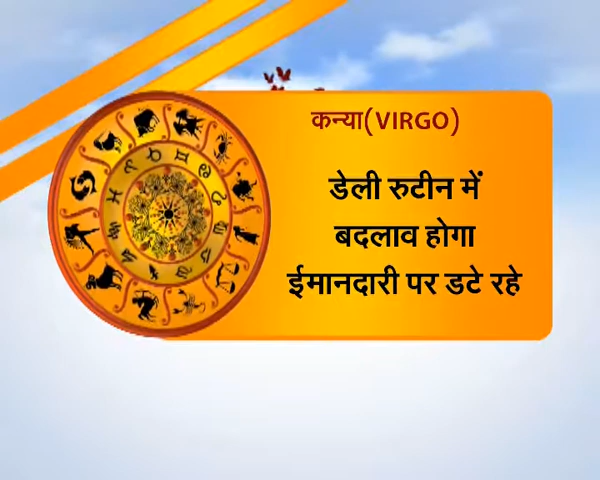 कन्या(VIRGO)
डेली रुटीन में
बदलाव होगा
ईमानदारी पर डटे रहे